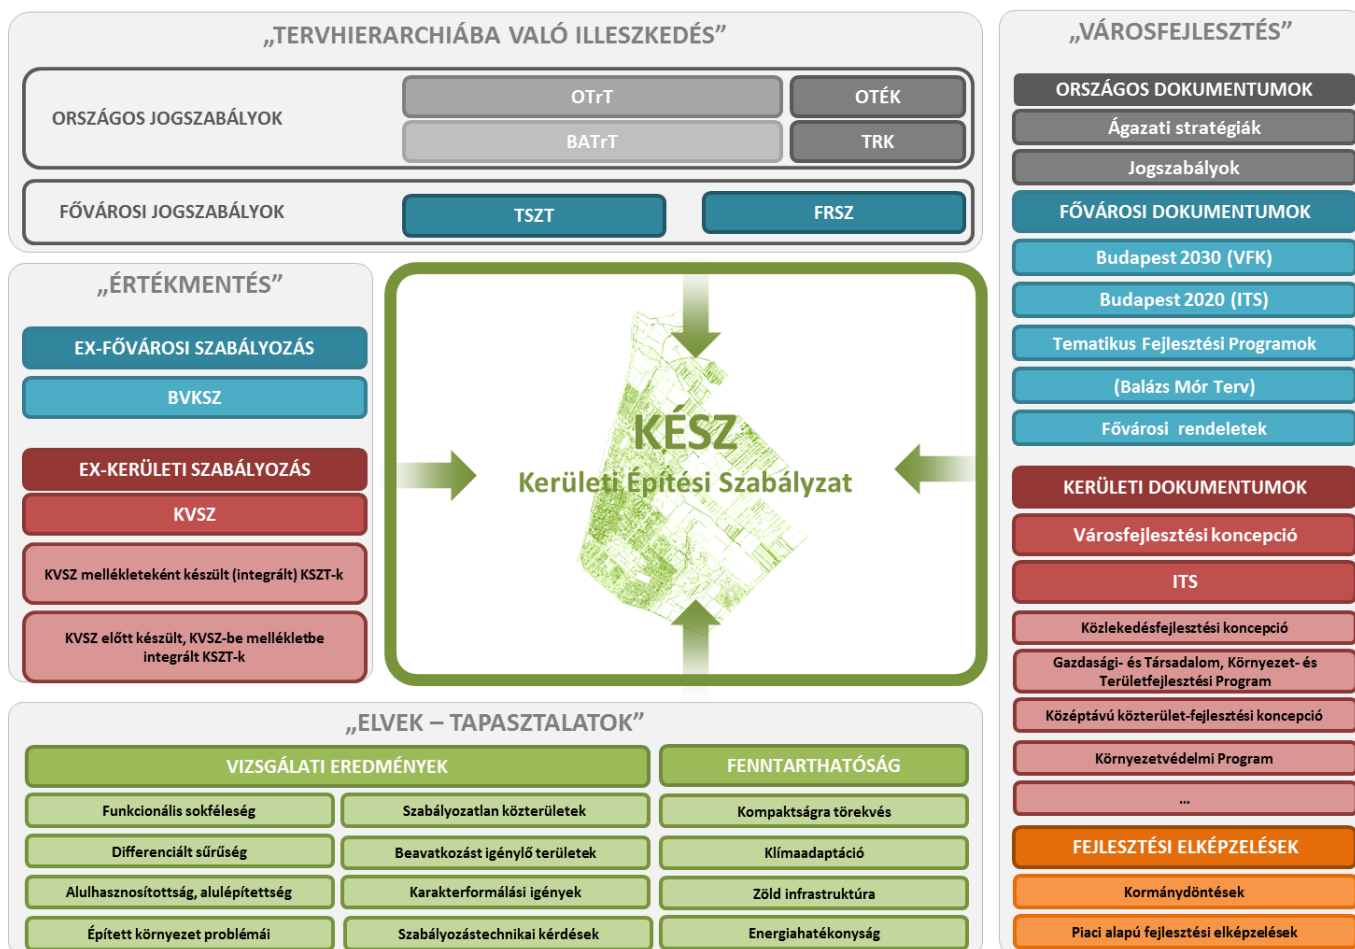 „TERVHIERARCHIÁBA VALÓ ILLESZKEDÉS”
ORSZÁGOS JOGSZABÁLYOK
OTrT
OTÉK
BATrT
TRK
FŐVÁROSI JOGSZABÁLYOK
TSZT
FRSZ
„ÉRTÉKMENTÉS”
EX-FŐVÁROSI SZABÁLYOZÁS
BVKSZ
EX-KERÜLETI SZABÁLYOZÁS
KVSZ
KVSZ mellékleteként készült (integrált) KSZT-k
KVSZ előtt készült, KVSZ-be mellékletbe
integrált KSZT-k
KÉSZ
Kerületi Építési Szabályzat
„VÁROSFEJLESZTÉS”
ORSZÁGOS DOKUMENTUMOK
Ágazati stratégiák
Jogszabályok
FŐVÁROSI DOKUMENTUMOK
Budapest 2030 (VFK)
Budapest 2020 (ITS)
Tematikus Fejlesztési Programok
(Balázs Mór Terv)
Fővárosi rendeletek
KERÜLETI DOKUMENTUMOK
Városfejlesztési koncepció
ITS
Közlekedésfejlesztési koncepció
Gazdasági- és Társadalom, Környezet- és
Területfejlesztési Program
Középtávú közterület-fejlesztési koncepció
Környezetvédelmi Program
...
FEJLESZTÉSI ELKÉPZELÉSEK
Kormánydöntések
Piaci alapú fejlesztési elképzelések
„ELVEK – TAPASZTALATOK”
VIZSGÁLATI EREDMÉNYEK
Funkcionális sokféleség
Szabályozatlan közterületek
Differenciált sűrűség
Beavatkozást igénylő területek
Alulhasznosítottság, alulépítettség
Karakterformálási igények
Épített környezet problémái
Szabályozástechnikai kérdések
FENNTARTHATÓSÁG
Kompaktságra törekvés
Klímaadaptáció
Zöld infrastruktúra
Energiahatékonyság